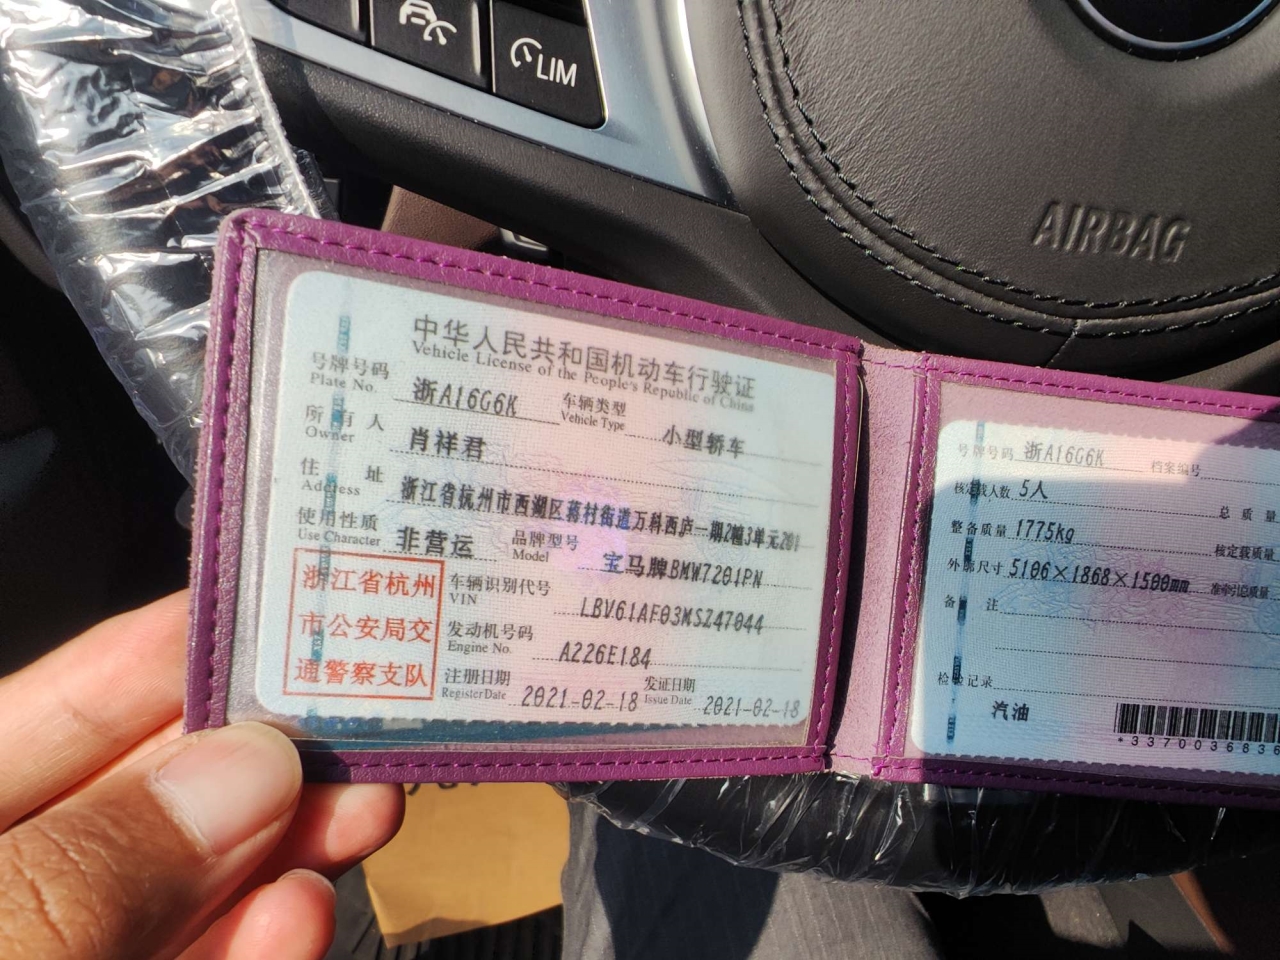 LIM
AIRBAG
中华人民共和国机动车行驶证
Vehicle License of the People's Republic of China
号牌号码 浙A16G6K 车辆类型 小型轿车
Plate No. Vehicle Type
所有人 肖祥君
Owner
住址 浙江省杭州市西湖区蒋村街道万科西庐一期2幢3单元201
Address
使用性质 非营运 品牌型号 宝马牌BMW7201PN
Use Character Model
浙江省杭州
市公安局交
通警察支队
车辆识别代号 LBV61AF03MSZ47044
VIN
发动机号码 A226E184
Engine No.
注册日期 2021-02-18 发证日期 2021-02-18
Register Date Issue Date
号牌号码 浙A16G6K 档案编号
核定载人数 5人 总质量
整备质量 1775kg 核定载质量
外廓尺寸 5106×1868×1500mm 准牵引总质量
备注
检验记录
汽油
*3370036836